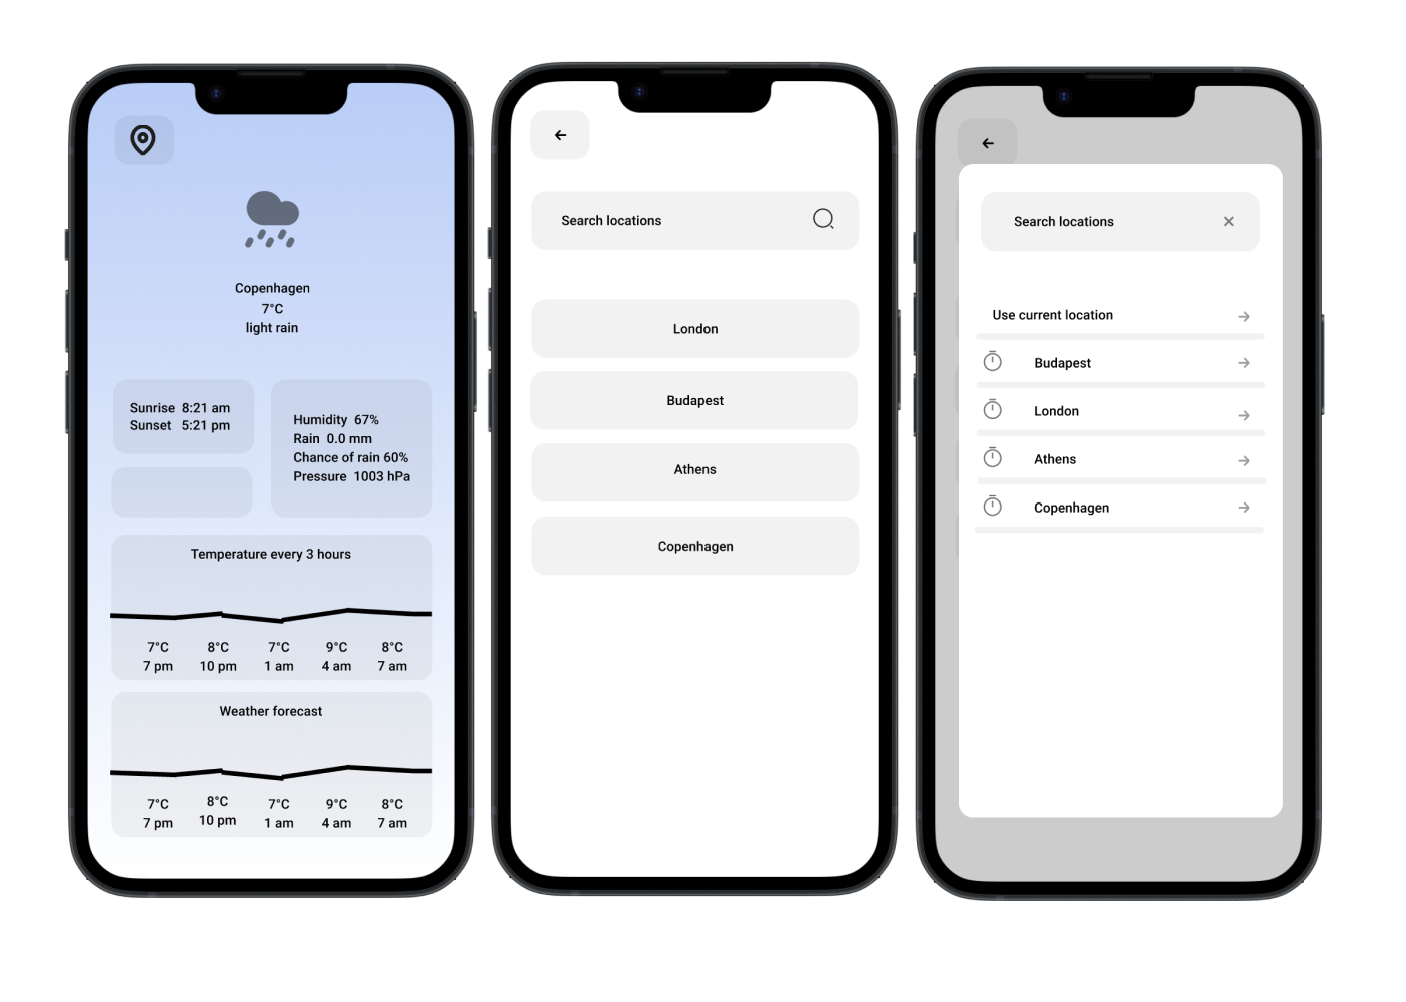 Copenhagen
7°C
light rain
Sunrise 8:21 am
Sunset 5:21 pm
Humidity 67%
Rain 0.0 mm
Chance of rain 60%
Pressure 1003 hPa
Temperature every 3 hours
7°C 8°C 7°C 9°C 8°C
7 pm 10 pm 1 am 4 am 7 am
Weather forecast
7°C 8°C 7°C 9°C 8°C
7 pm 10 pm 1 am 4 am 7 am
Search locations
London
Budapest
Athens
Copenhagen
Search locations
Use current location
Budapest
London
Athens
Copenhagen